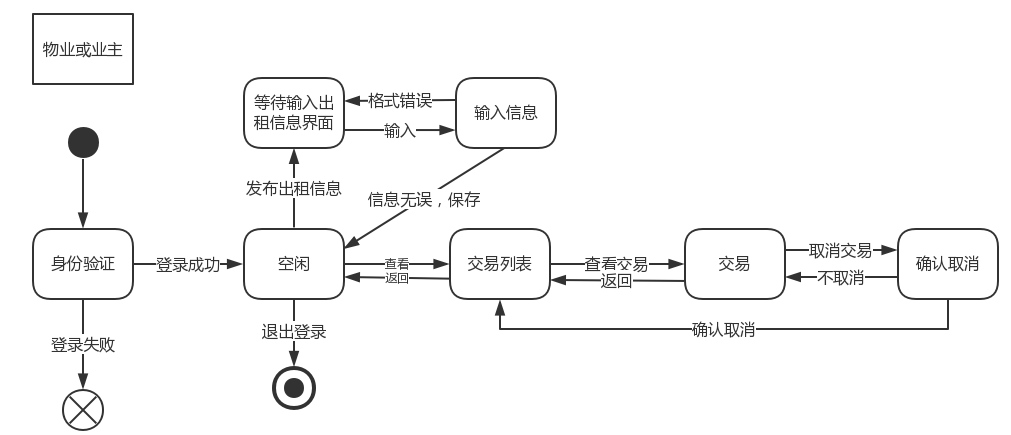 物业或业主
等待输入出
租信息界面
格式错误
输入
输入信息
发布出租信息
信息无误，保存
身份验证
登录成功
空闲
查看
返回
交易列表
查看交易
返回
交易
取消交易
不取消
确认取消
登录失败
退出登录
确认取消